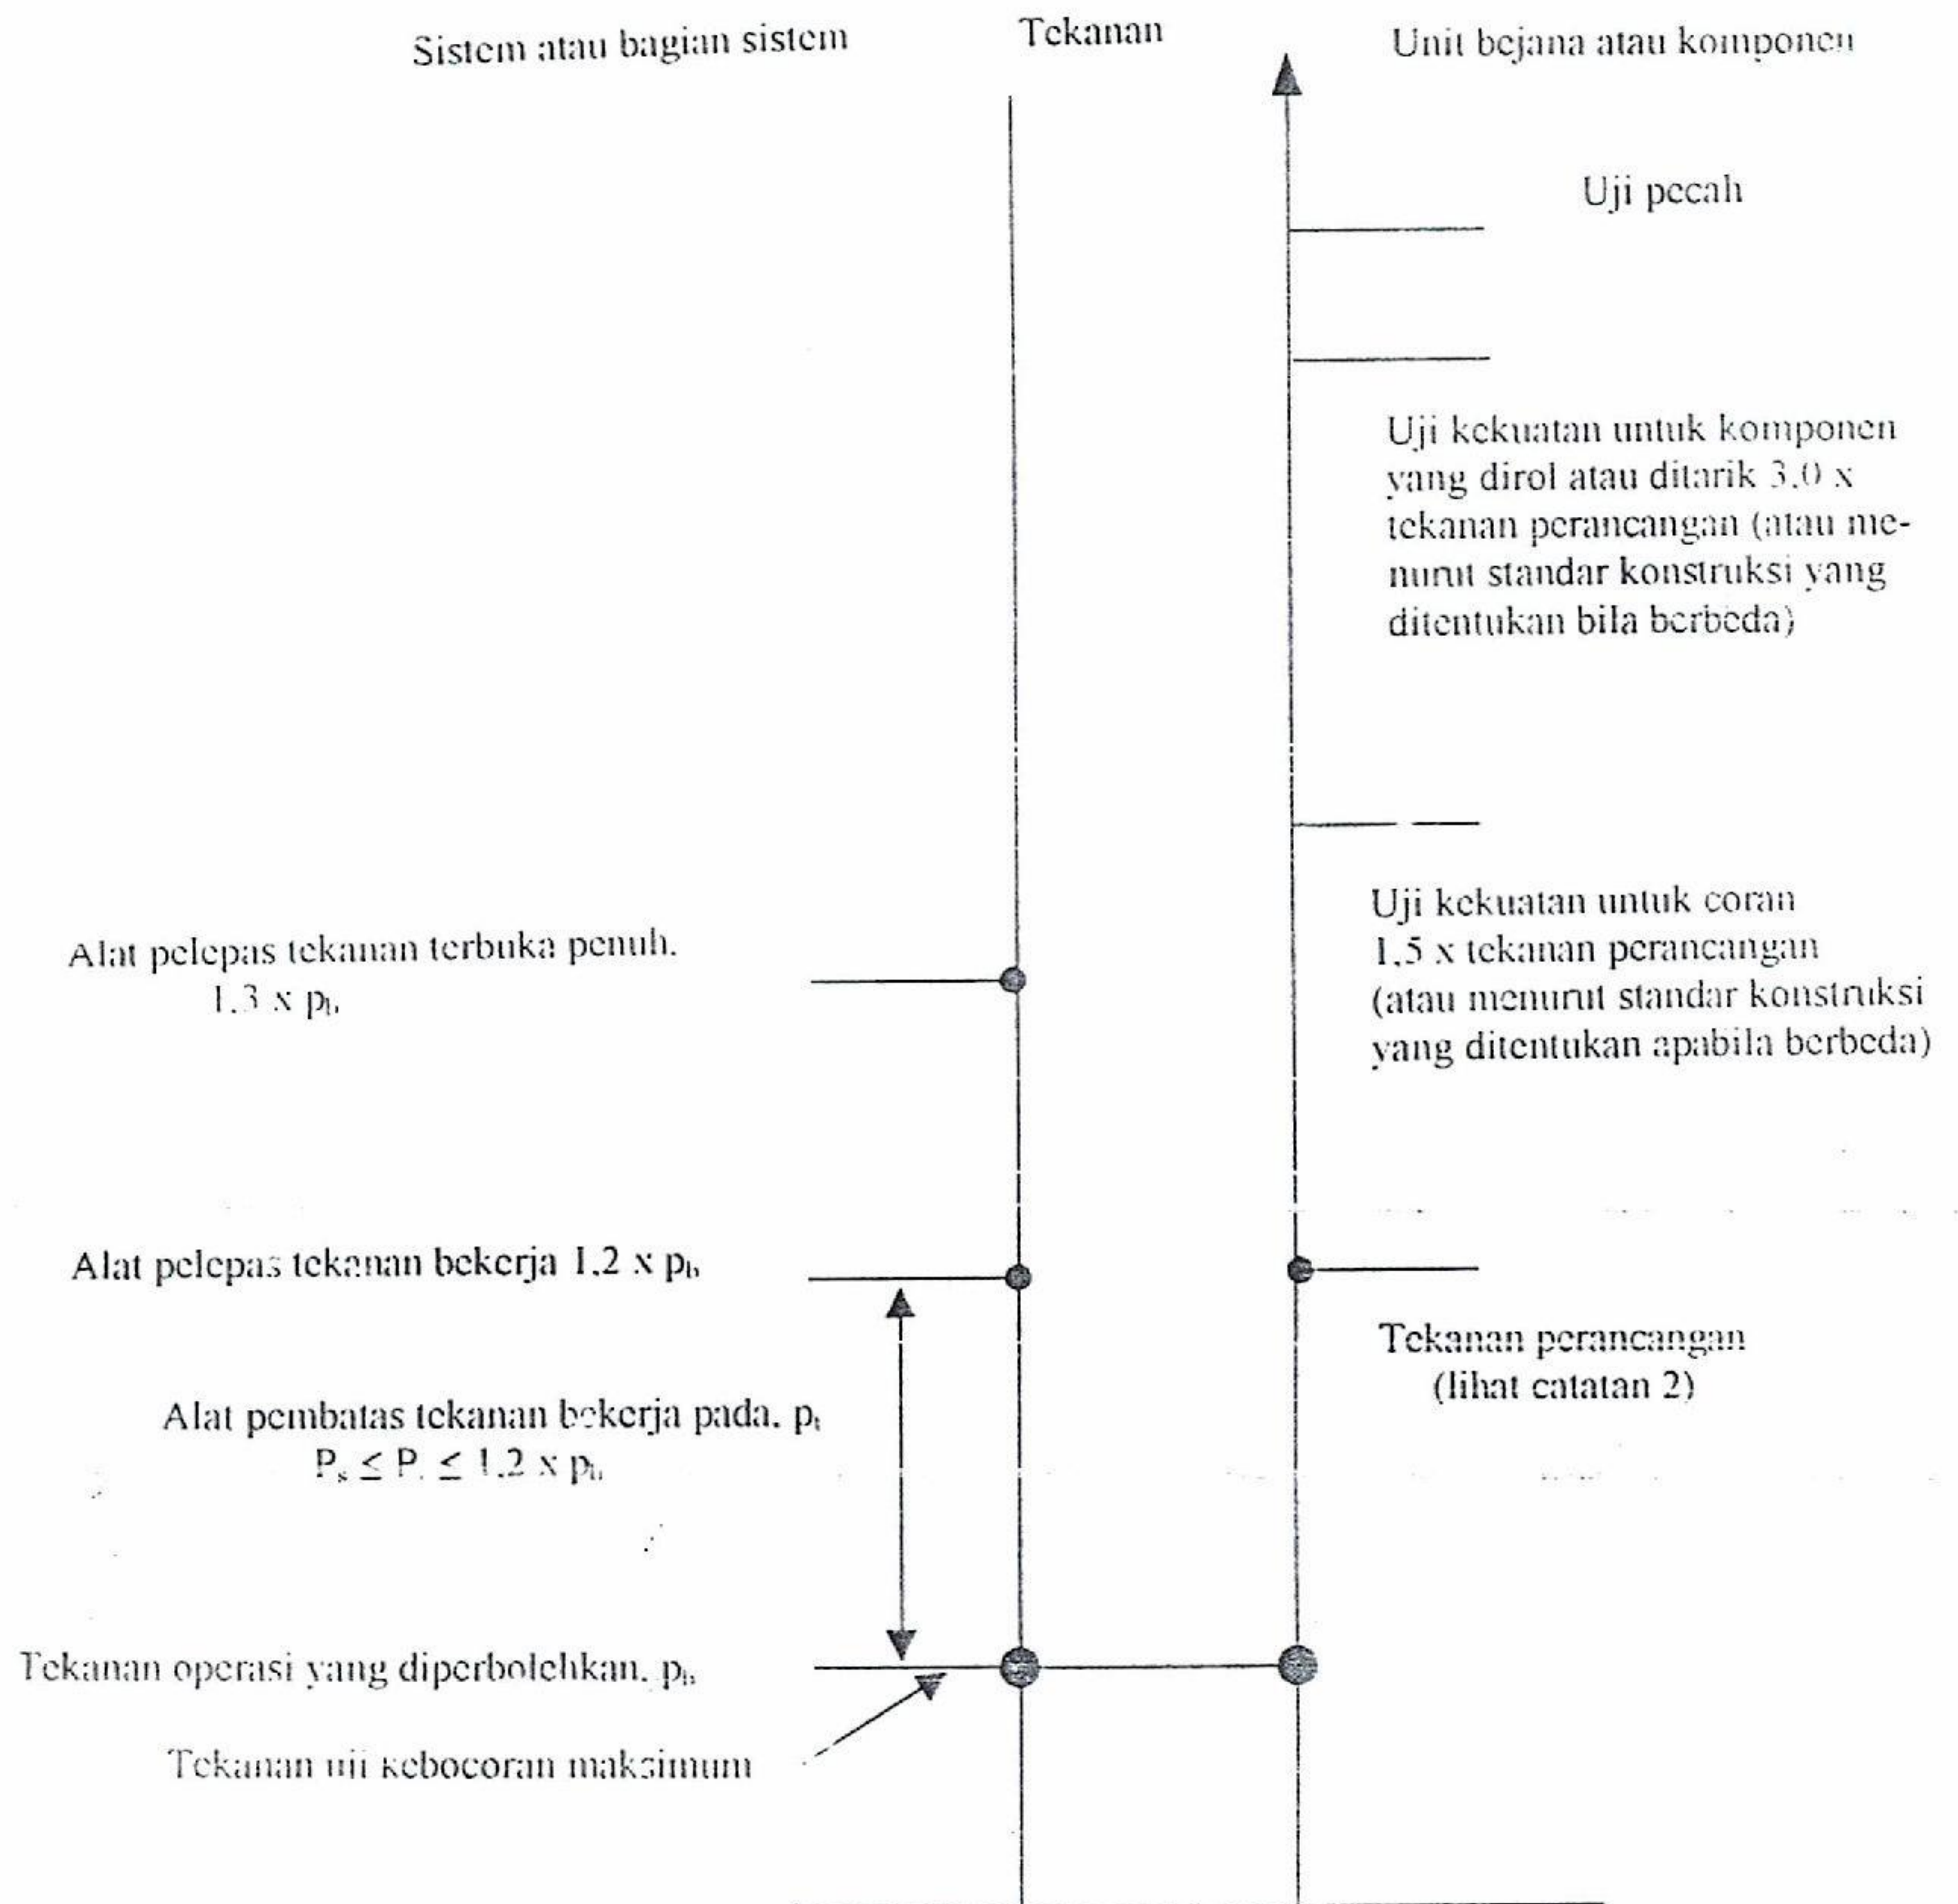 Sistem atau bagian sistem
Tekanan
Unit bejana atau komponen
Uji pecah
Uji kekuatan untuk komponen
yang dirol atau ditarik 3.0 x
tekanan perancangan (atau me-
nurut standar konstruksi yang
ditentukan bila berbeda)
Uji kekuatan untuk coran
1,5 x tekanan perancangan
(atau menurut standar konstruksi
yang ditentukan apabila berbeda)
Alat pelepas tekanan terbuka penuh.
1.3 x pb
Alat pelepas tekanan bekerja 1.2 x pb
Tekanan perancangan
(lihat catatan 2)
Alat pembatas tekanan bekerja pada. pt
Ps ≤ P ≤ 1.2 x pb
Tekanan operasi yang diperbolehkan. pb
Tekanan uji kebocoran maksimum